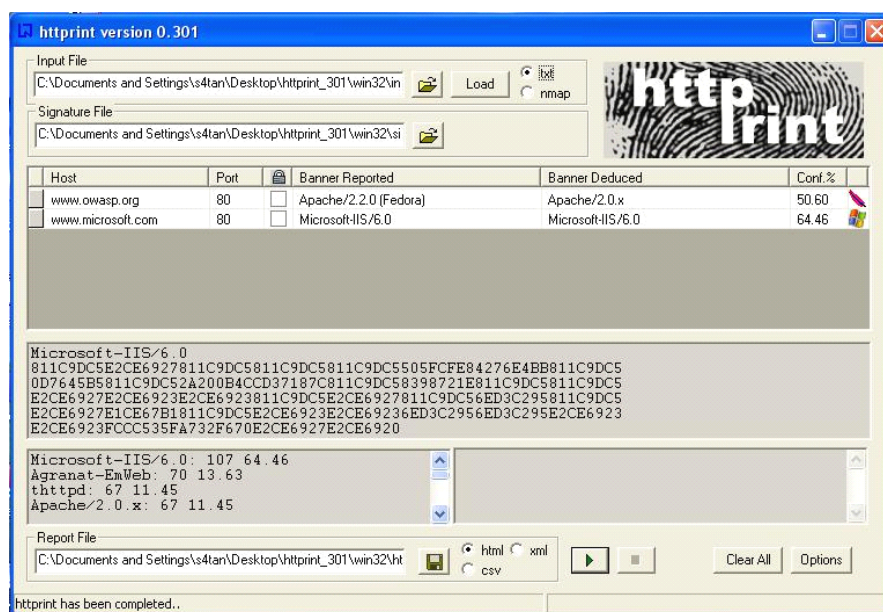 httprint version 0.301
Input File
C:\Documents and Settings\s4tan\Desktop\httprint_301\win32\in
Load
txt
nmap
http
print
Signature File
C:\Documents and Settings\s4tan\Desktop\httprint_301\win32\si
Host Port Banner Reported Banner Deduced Conf.%
www.owasp.org 80 Apache/2.2.0 (Fedora) Apache/2.0.x 50.60
www.microsoft.com 80 Microsoft-IIS/6.0 Microsoft-IIS/6.0 64.46
Microsoft-IIS/6.0
811C9DC5E2CE6927811C9DC5811C9DC5811C9DC5505FCFE84276E4BB811C9DC5
0D7645B5811C9DC52A200B4CCD37187C811C9DC58398721E811C9DC5811C9DC5
E2CE6927E2CE6923E2CE6923811C9DC5E2CE6927811C9DC56ED3C295811C9DC5
E2CE6927E1CE67B1811C9DC5E2CE6923E2CE69236ED3C2956ED3C295E2CE6923
E2CE6923FCCC535FA732F670E2CE6927E2CE6920
Microsoft-IIS/6.0: 107 64.46
Agranat-EmWeb: 70 13.63
thttpd: 67 11.45
Apache/2.0.x: 67 11.45
Report File
C:\Documents and Settings\s4tan\Desktop\httprint_301\win32\ht
html xml
csv
Clear All
Options
httprint has been completed..